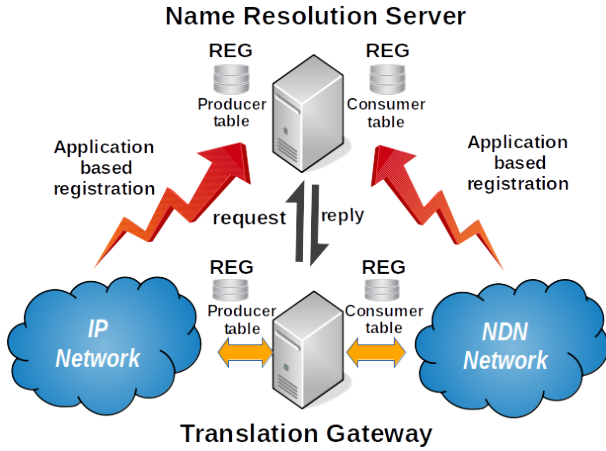 Name Resolution Server
REG
REG
Producer
table
Consumer
table
Application
based
registration
Application
based
registration
request
reply
REG
REG
Producer
table
Consumer
table
IP
Network
NDN
Network
Translation Gateway